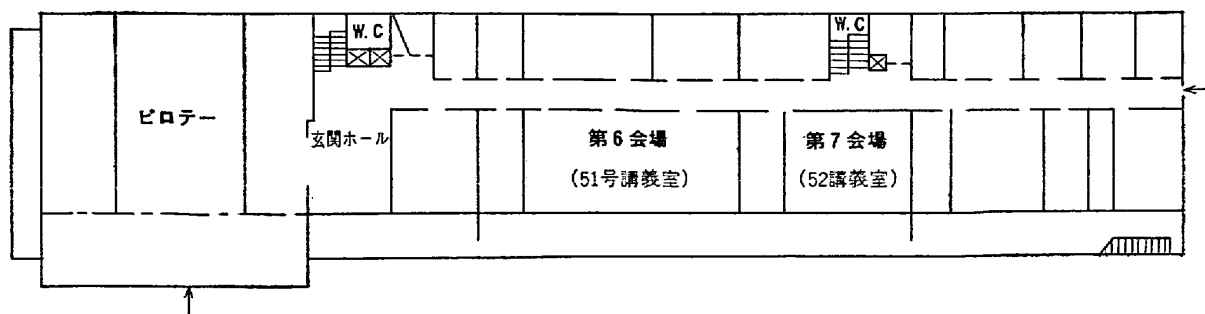 W.C
W.C
ピロテー
玄関ホール
第6会場
(51号講義室)
第7会場
(52講義室)